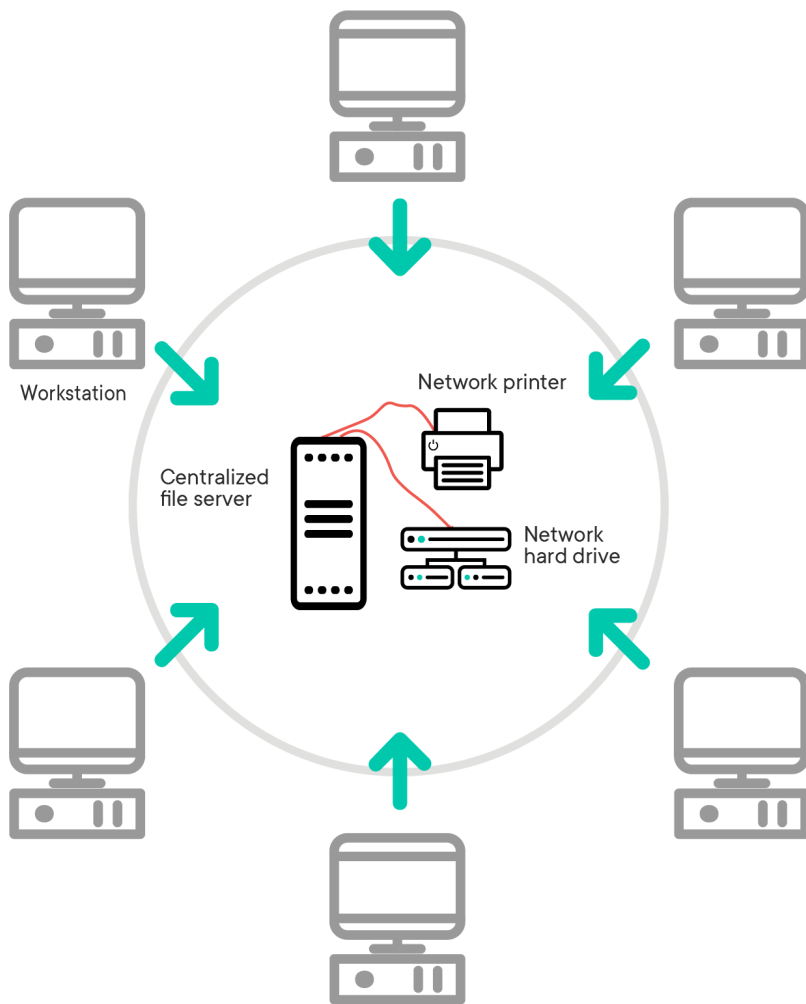 Workstation
Network printer
Centralized
file server
Network
hard drive